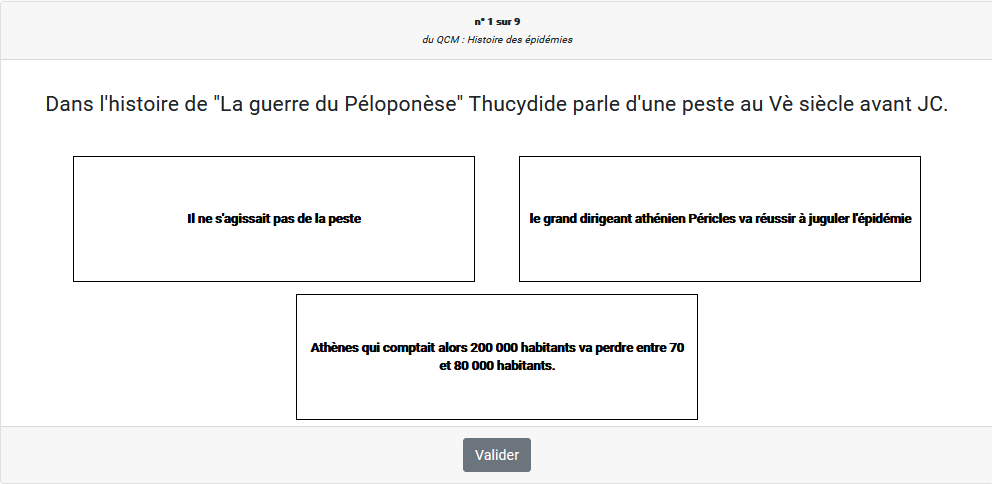 n° 1 sur 9
du QCM : Histoire des épidémies
Dans l'histoire de "La guerre du Péloponèse" Thucydide parle d'une peste au Vè siècle avant JC.
Il ne s'agissait pas de la peste
le grand dirigeant athénien Péricles va réussir à juguler l'épidémie
Athènes qui comptait alors 200 000 habitants va perdre entre 70
et 80 000 habitants.
Valider